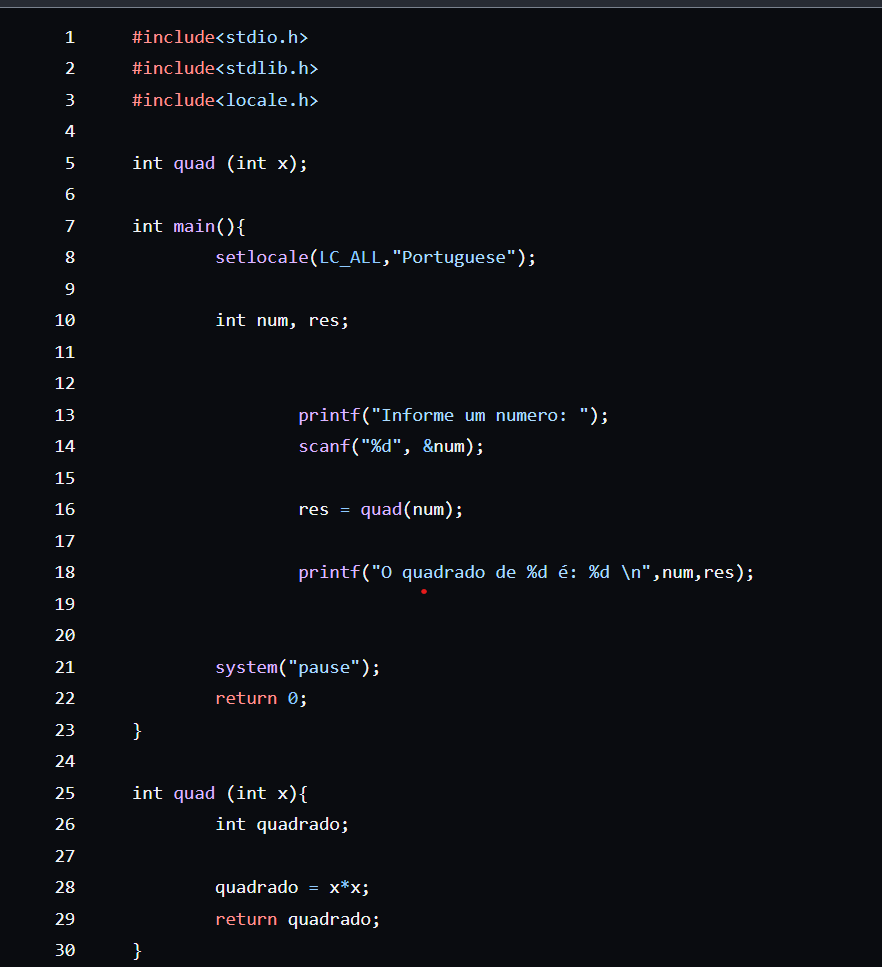 1 #include<stdio.h>
2 #include<stdlib.h>
3 #include<locale.h>
4
5 int quad (int x);
6
7 int main(){
8 setlocale(LC_ALL,"Portuguese");
9
10 int num, res;
11
12
13 printf("Informe um numero: ");
14 scanf("%d", &num);
15
16 res = quad(num);
17
18 printf("O quadrado de %d é: %d \n",num,res);
19
20
21 system("pause");
22 return 0;
23 }
24
25 int quad (int x){
26 int quadrado;
27
28 quadrado = x*x;
29 return quadrado;
30 }